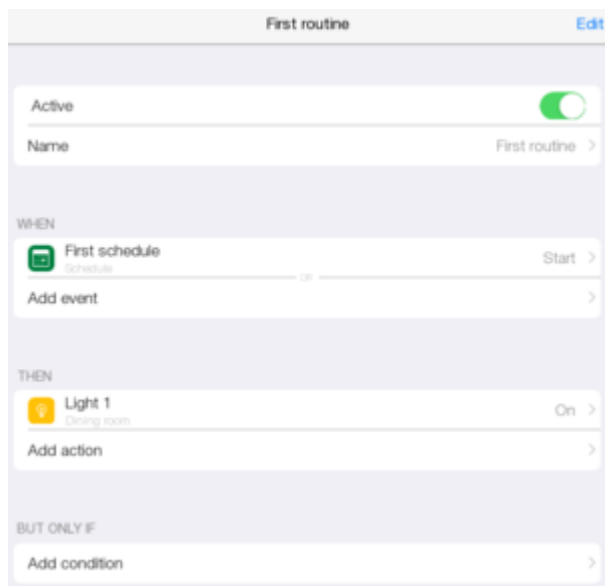 First routine
Edit
Active
Name
First routine
WHEN
First schedule
Schedule
Start
OR
Add event
THEN
Light 1
Dining room
On
Add action
BUT ONLY IF
Add condition